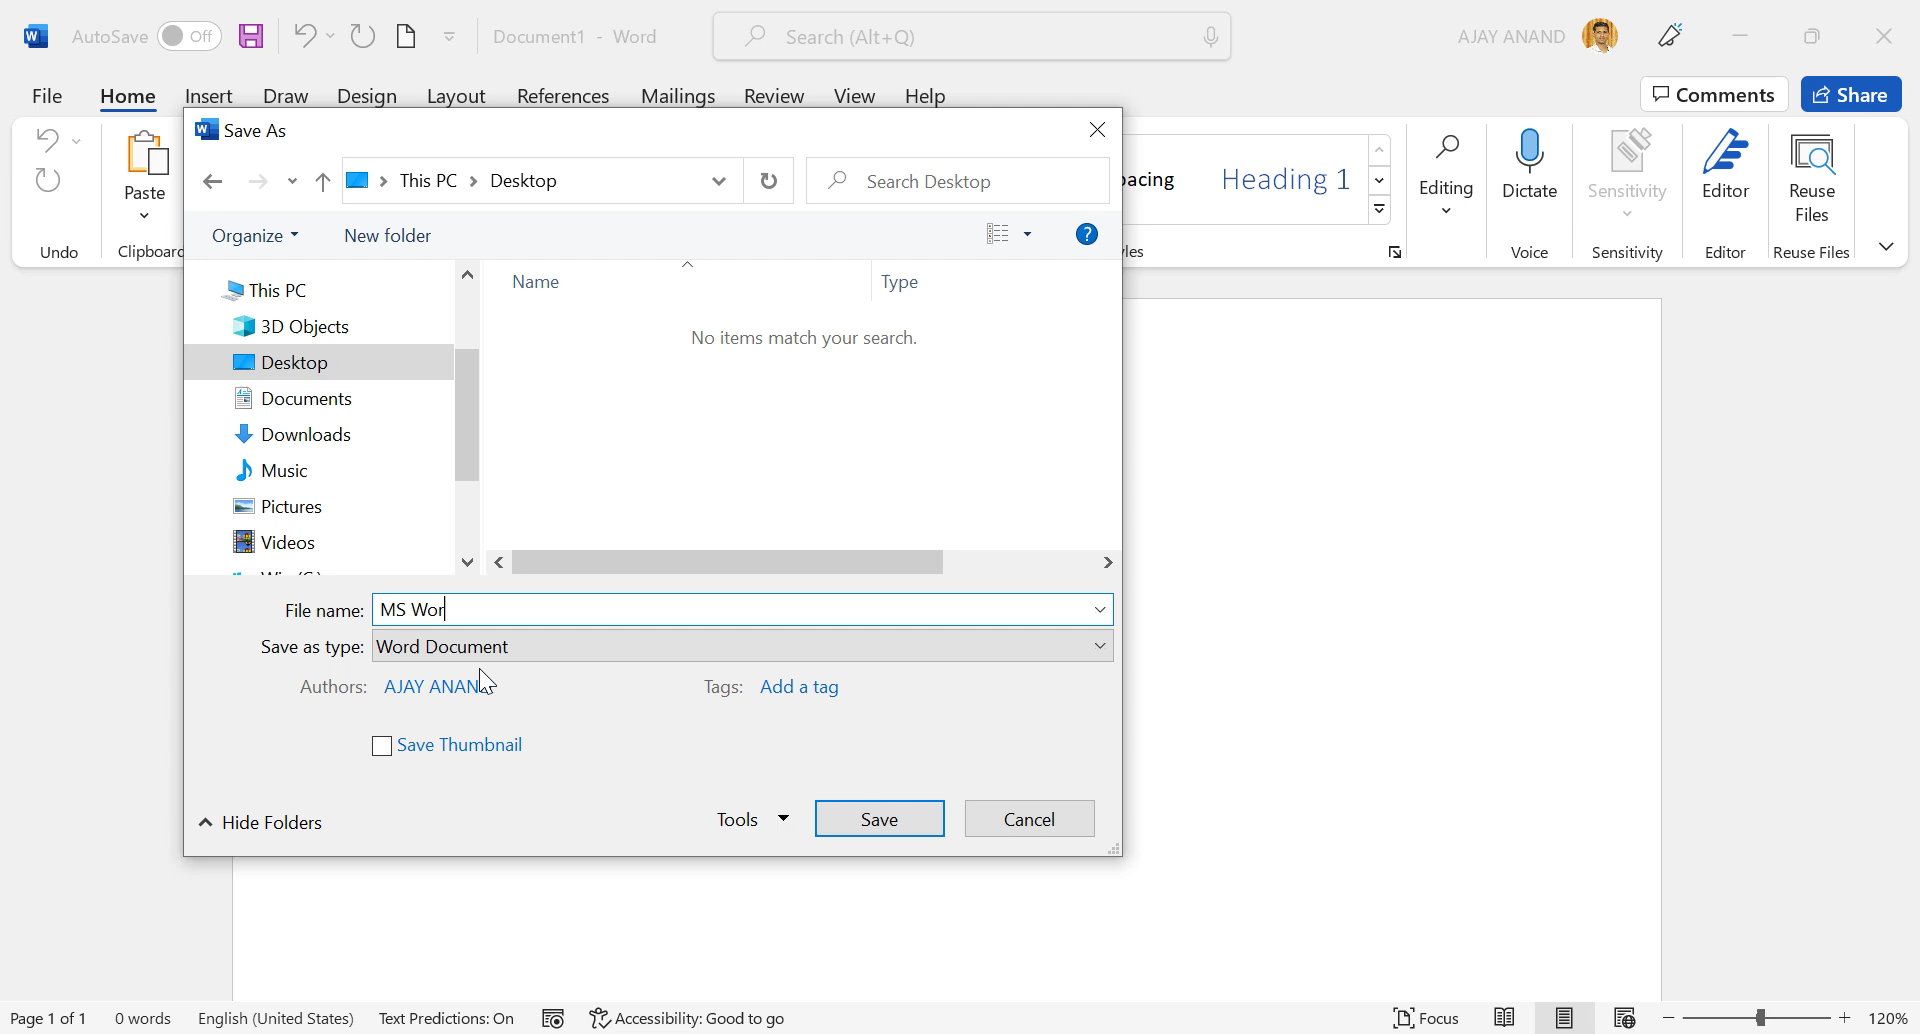 AutoSave Off Document1 - Word Search (Alt+Q) AJAY ANAND
File Home Insert Draw Design Layout References Mailings Review View Help Comments Share
Undo
Paste
Clipboard
pacing Heading 1
les
Editing
Dictate
Voice
Sensitivity
Sensitivity
Editor
Editor
Reuse
Files
Reuse Files
Save As
This PC > Desktop Search Desktop
Organize New folder
This PC
3D Objects
Desktop
Documents
Downloads
Music
Pictures
Videos
Name Type
No items match your search.
File name: MS Wor
Save as type: Word Document
Authors: AJAY ANAN Tags: Add a tag
Save Thumbnail
Hide Folders Tools Save Cancel
Page 1 of 1 0 words English (United States) Text Predictions: On Accessibility: Good to go Focus 120%